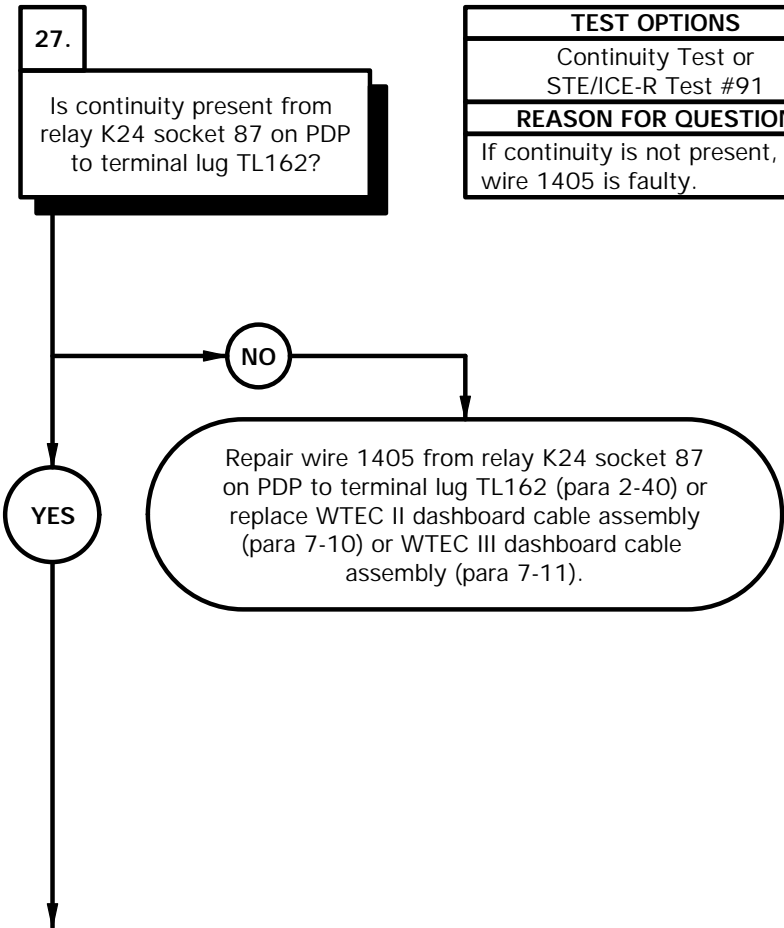 27.
Is continuity present from
relay K24 socket 87 on PDP
to terminal lug TL162?
TEST OPTIONS
Continuity Test or
STE/ICE-R Test #91
REASON FOR QUESTION
If continuity is not present,
wire 1405 is faulty.
NO
YES
Repair wire 1405 from relay K24 socket 87
on PDP to terminal lug TL162 (para 2-40) or
replace WTEC II dashboard cable assembly
(para 7-10) or WTEC III dashboard cable
assembly (para 7-11).